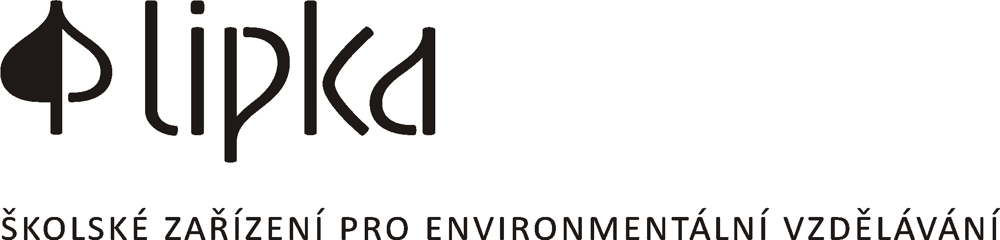 lipka
ŠKOLSKÉ ZAŘÍZENÍ PRO ENVIRONMENTÁLNÍ VZDĚLÁVÁNÍ